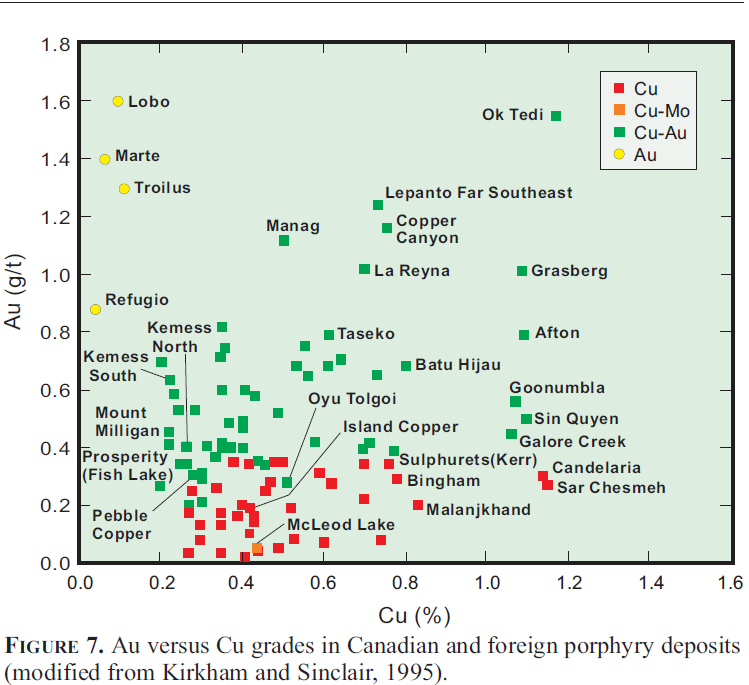 1.8
1.6
1.4
1.2
1.0
0.8
0.6
0.4
0.2
0.0
Au (g/t)
Lobo
Marte
Troilus
Refugio
Ok Tedi
Cu
Cu-Mo
Cu-Au
Au
Lepanto Far Southeast
Manag
Copper
Canyon
La Reyna
Grasberg
Kemess
North
Taseko
Afton
Kemess
South
Batu Hijau
Oyu Tolgoi
Goonumbla
Mount
Milligan
Island Copper
Sin Quyen
Galore Creek
Prosperity
(Fish Lake)
Sulphurets(Kerr)
Candelaria
Bingham
Sar Chesmeh
Pebble
Copper
Malanjkhand
McLeod Lake
0.0 0.2 0.4 0.6 0.8 1.0 1.2 1.4 1.6
Cu (%)
FIGURE 7. Au versus Cu grades in Canadian and foreign porphyry deposits
(modified from Kirkham and Sinclair, 1995).